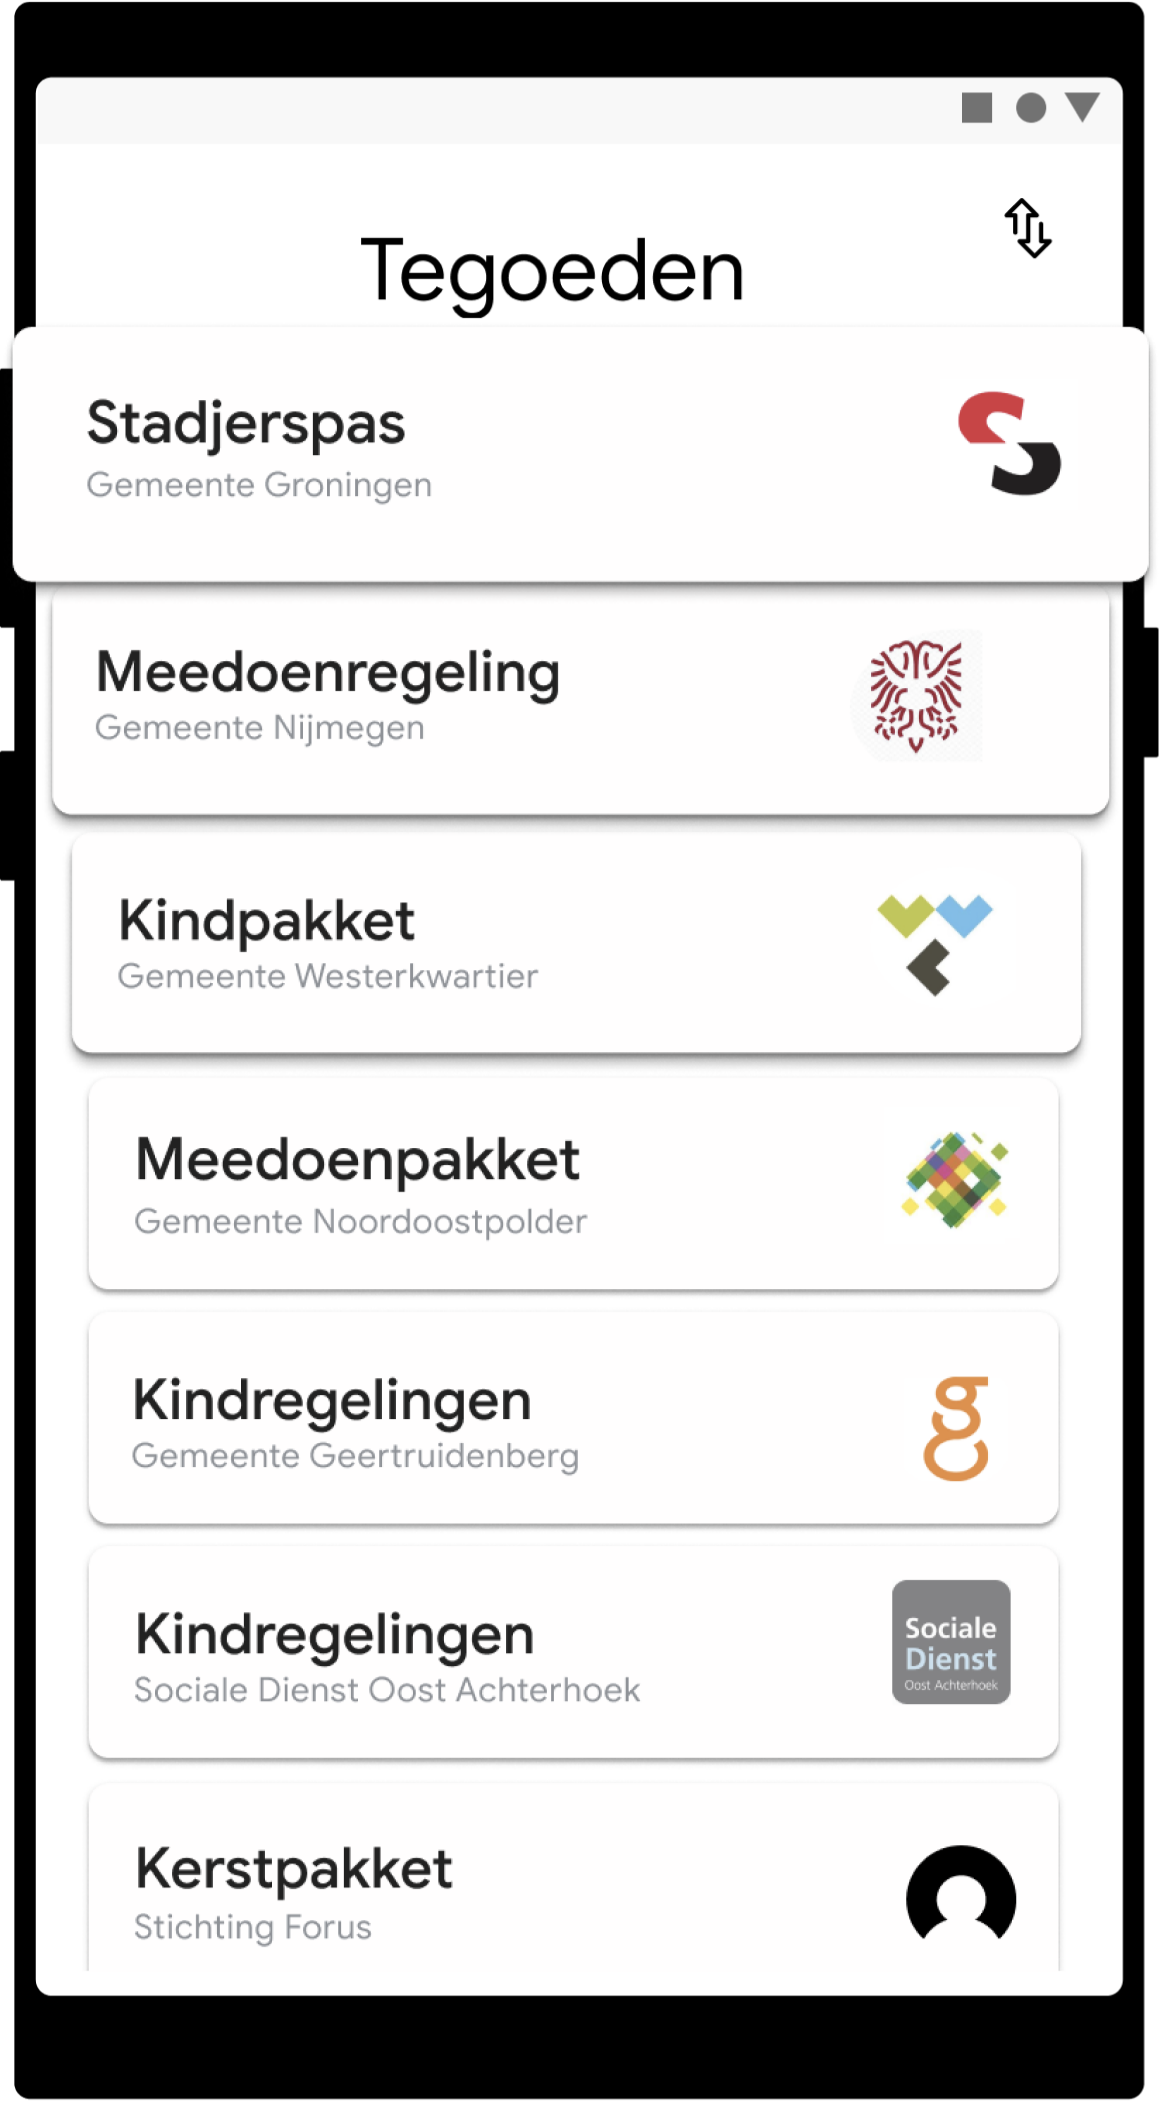 Tegoeden
Stadjerspas
Gemeente Groningen
Meedoenregeling
Gemeente Nijmegen
Kindpakket
Gemeente Westerkwartier
Meedoenpakket
Gemeente Noordoostpolder
Kindregelingen
Gemeente Geertruidenberg
Kindregelingen
Sociale Dienst Oost Achterhoek
Sociale
Dienst
Oost Achterhoek
Kerstpakket
Stichting Forus